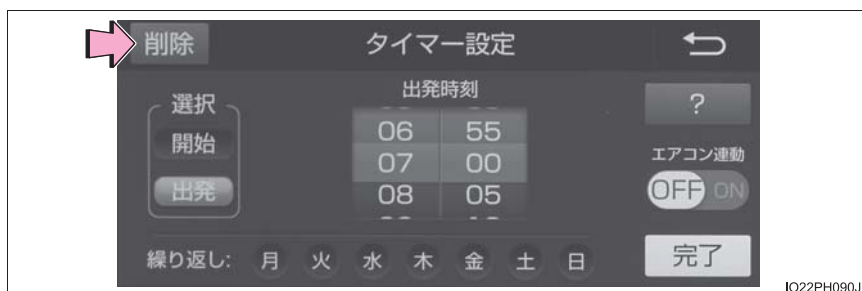 削除 タイマー設定
出発時刻
選択
?
06 55
開始
エアコン連動
07 00
出発
08 05
OFF ON
繰り返し: 月 火 水 木 金 土 日
完了
IO22PH090J